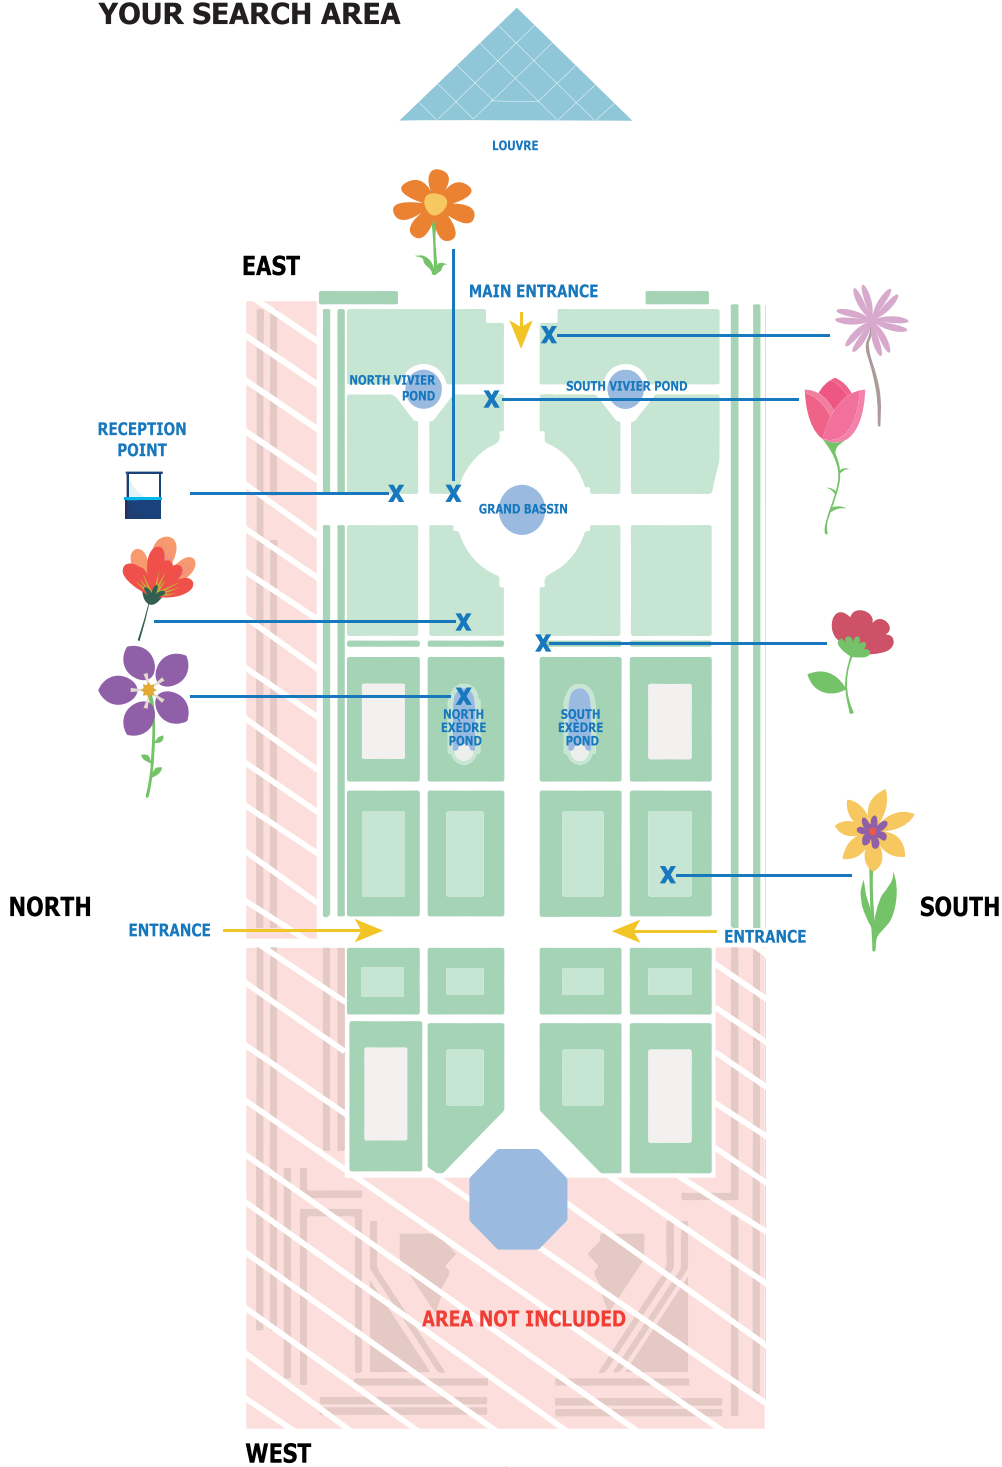 YOUR SEARCH AREA
LOUVRE
EAST
MAIN ENTRANCE
X
NORTH VIVIER
POND
SOUTH VIVIER POND
X
RECEPTION
POINT
X
X
GRAND BASSIN
X
X
X
NORTH
EXEDRE
POND
SOUTH
EXÈDRE
POND
X
NORTH
SOUTH
ENTRANCE
ENTRANCE
AREA NOT INCLUDED
WEST